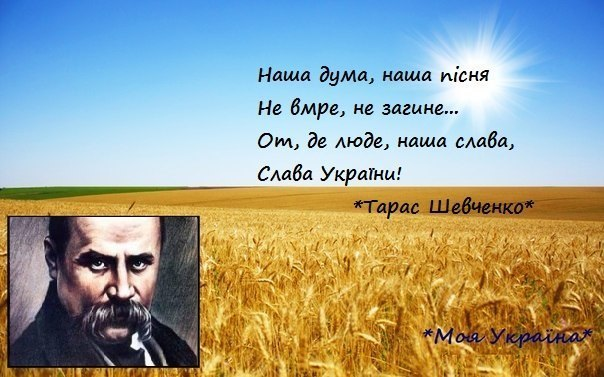 Наша дума, наша пісня
Не вмре, не загине...
От, де люде, наша слава,
Слава України!
*Тарас Шевченко*
*Моя Україна*